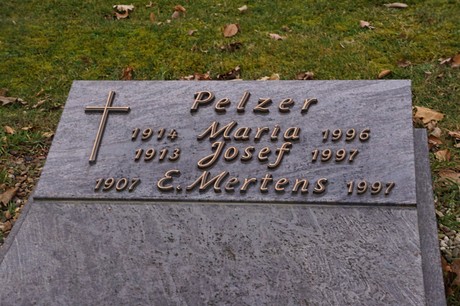 Pelzer
1914 Maria 1996
1913 Josef 1997
1907 E. Mertens 1997